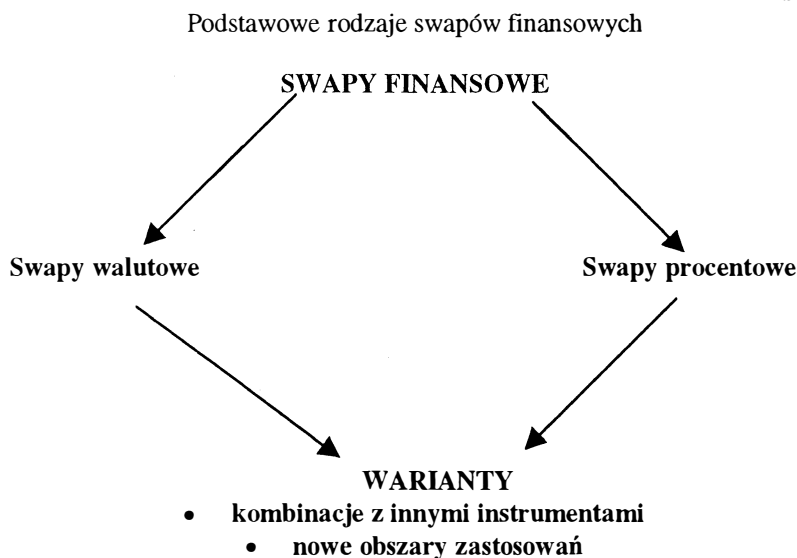 Podstawowe rodzaje swapów finansowych
SWAPY FINANSOWE
Swapy walutowe
Swapy procentowe
WARIANTY
• kombinacje z innymi instrumentami
• nowe obszary zastosowań